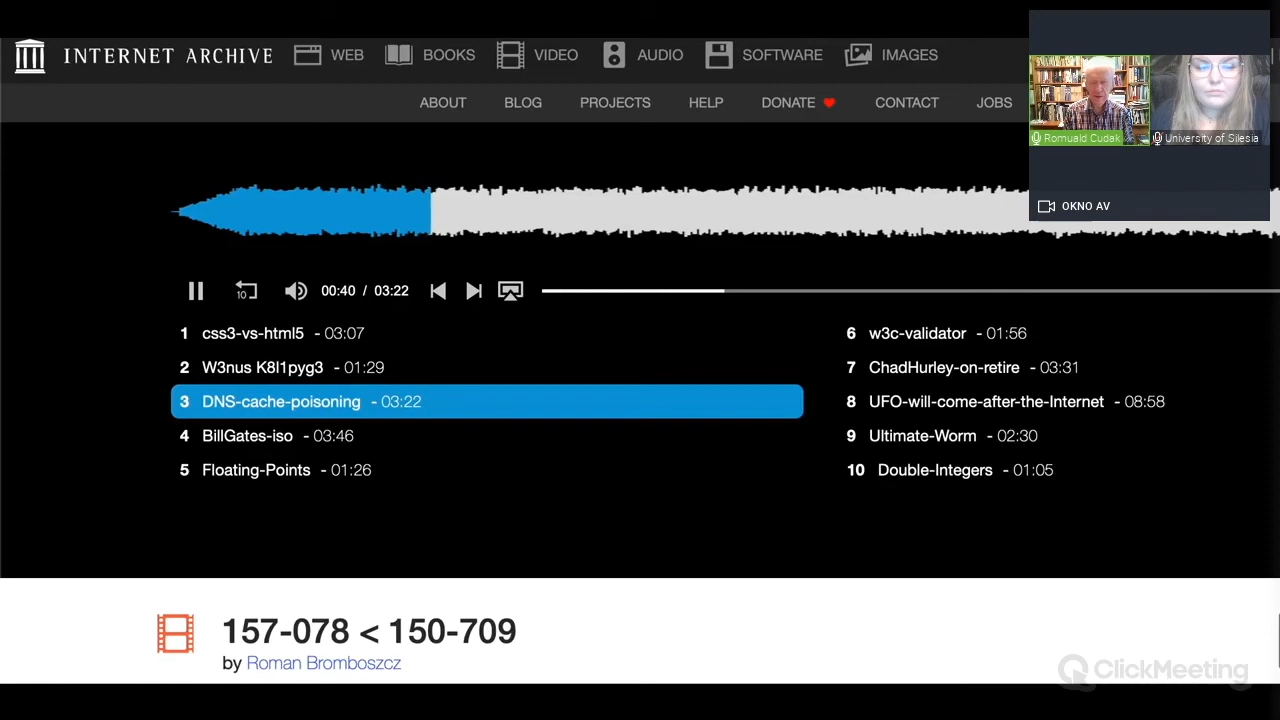 INTERNET ARCHIVE WEB BOOKS VIDEO AUDIO SOFTWARE IMAGES
ABOUT BLOG PROJECTS HELP DONATE CONTACT JOBS
Romuald Cudak
University of Silesia
OKNO AV
10
00:40 / 03:22
1 css3-vs-html5 - 03:07
2 W3nus K8l1pyg3 - 01:29
3 DNS-cache-poisoning - 03:22
4 BillGates-iso - 03:46
5 Floating-Points - 01:26
6 w3c-validator - 01:56
7 ChadHurley-on-retire - 03:31
8 UFO-will-come-after-the-Internet - 08:58
9 Ultimate-Worm - 02:30
10 Double-Integers - 01:05
157-078 < 150-709
by Roman Bromboszcz
ClickMeeting